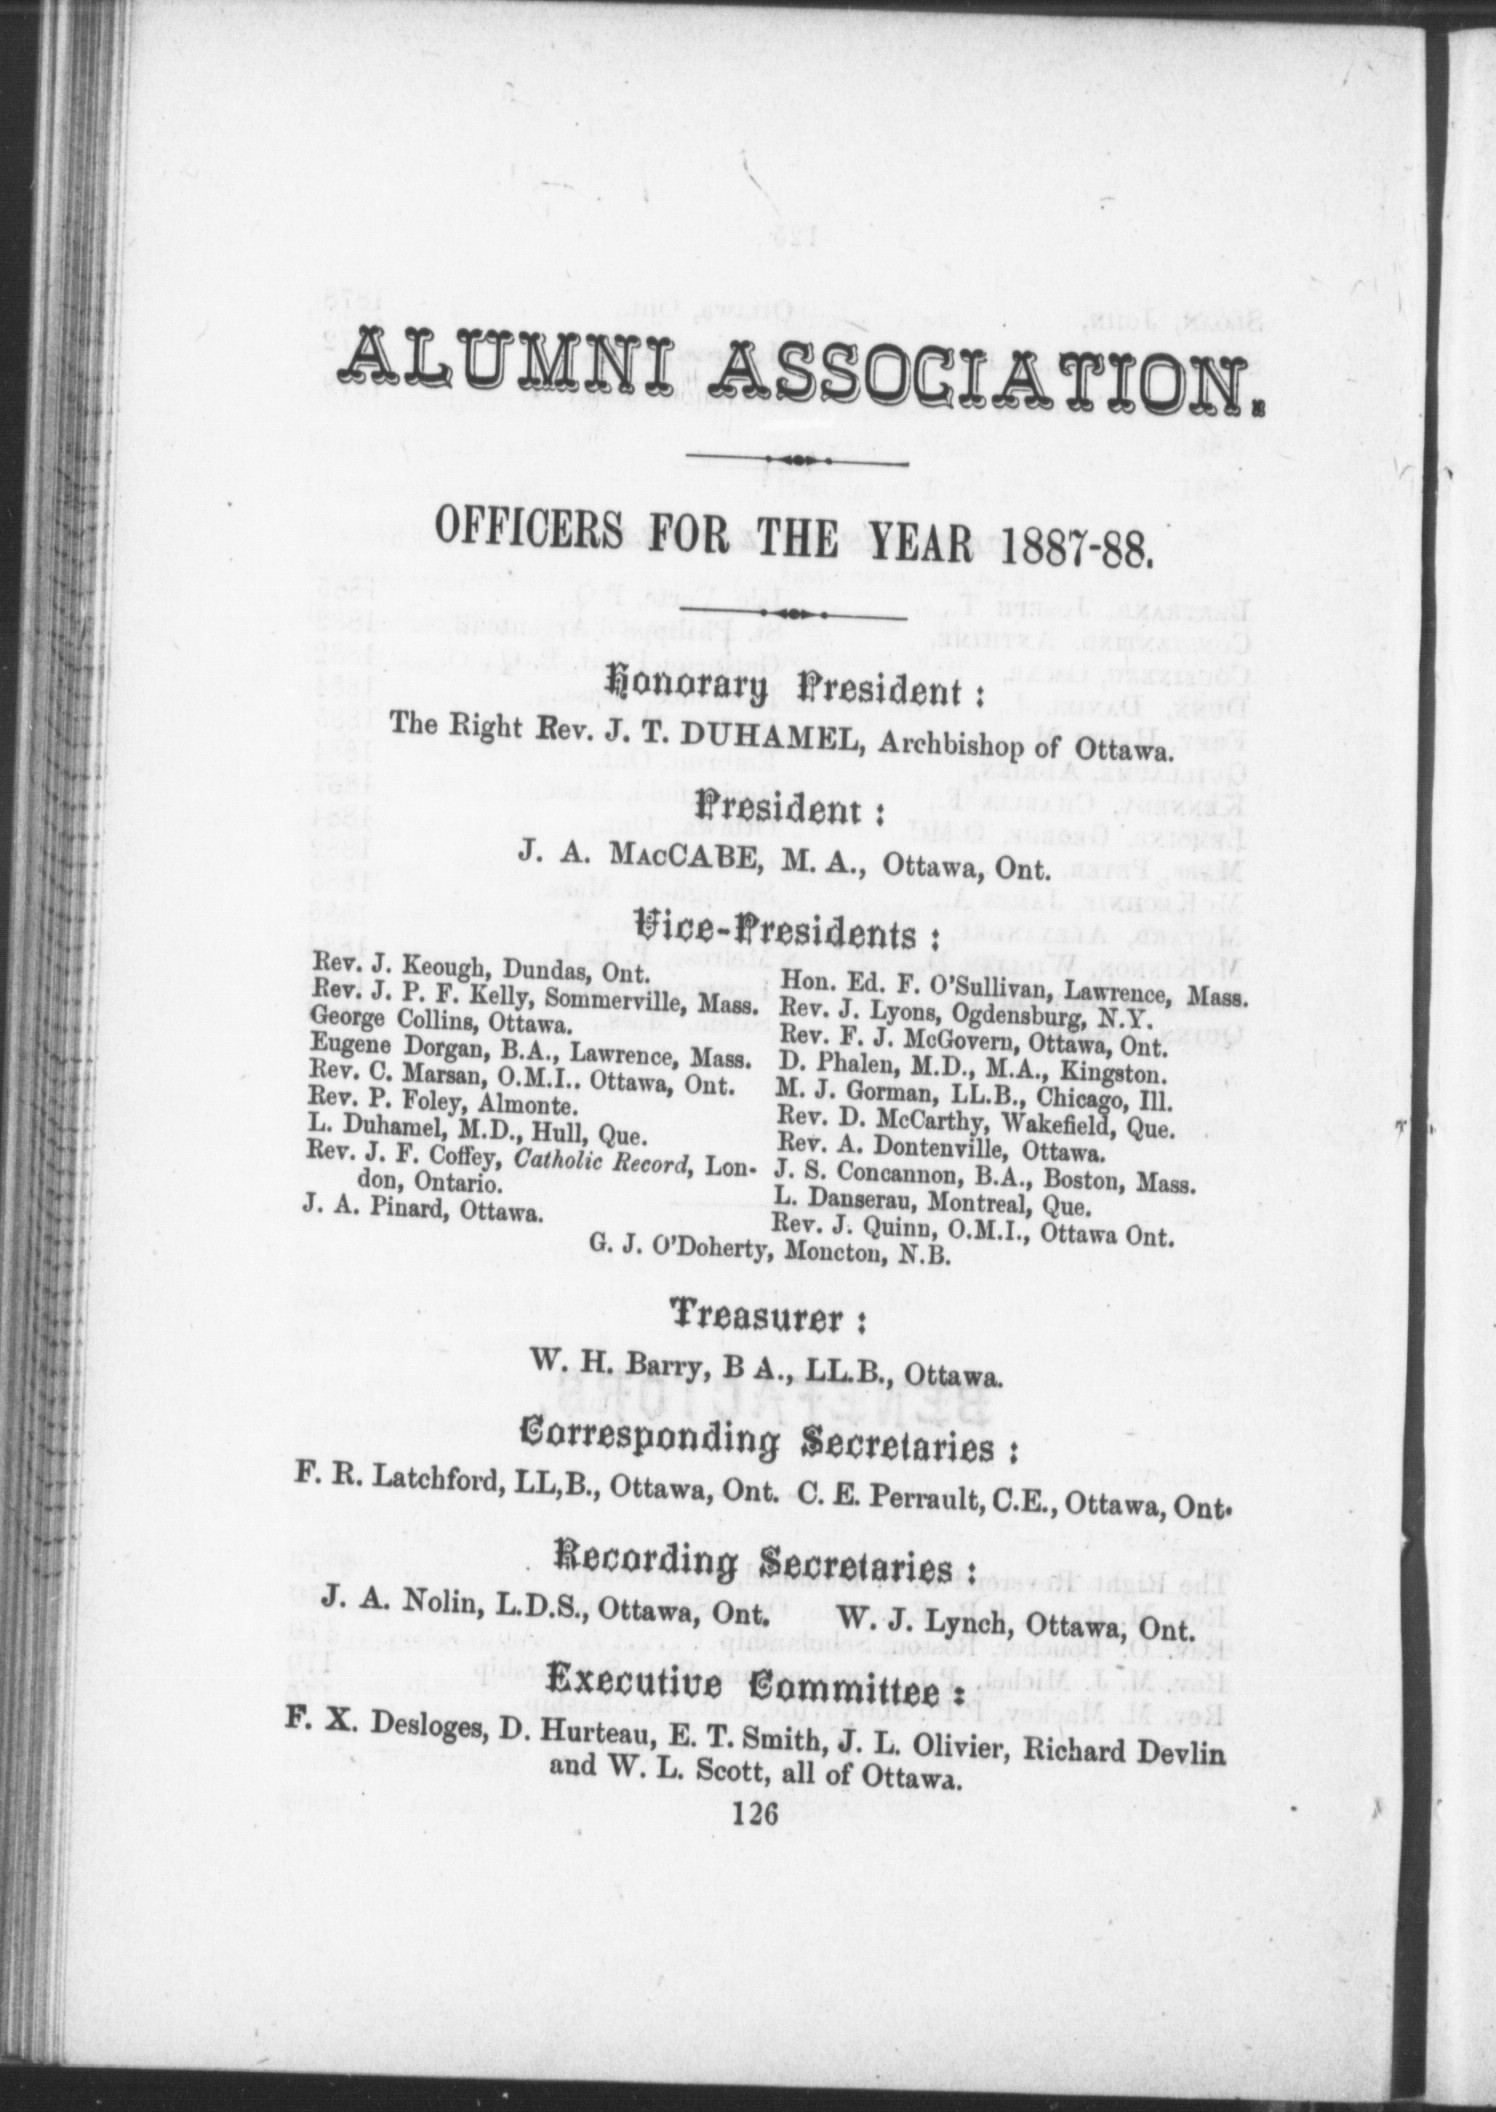 ALUMNI ASSOCIATION.
OFFICERS FOR THE YEAR 1887-88.
Honorary President :
The Right Rev. J. T. DUHAMEL, Archbishop of Ottawa.
President :
J. A. MacCABE, M. A., Ottawa, Ont.
Vice-Presidents :
Rev. J. Keough, Dundas, Ont.
Rev. J. P. F. Kelly, Sommerville, Mass.
George Collins, Ottawa.
Eugene Dorgan, B.A., Lawrence, Mass.
Rev. C. Marsan, O.M.I.. Ottawa, Ont.
Rev. P. Foley, Almonte.
L. Duhamel, M.D., Hull, Que.
Rev. J. F. Coffey, Catholic Record, Lon-
don, Ontario.
J. A. Pinard, Ottawa.
Hon. Ed. F. O'Sullivan, Lawrence, Mass.
Rev. J. Lyons, Ogdensburg, N.Y.
Rev. F. J. McGovern, Ottawa, Ont.
D. Phalen, M.D., M.A., Kingston.
M. J. Gorman, LL.B., Chicago, Ill.
Rev. D. McCarthy, Wakefield, Que.
Rev. A. Dontenville, Ottawa.
J. S. Concannon, B.A., Boston, Mass.
L. Danserau, Montreal, Que.
Rev. J. Quinn, O.M.I., Ottawa Ont.
G. J. O'Doherty, Moncton, N.B.
Treasurer :
W. H. Barry, B A., LL.B., Ottawa.
Corresponding Secretaries :
F. R. Latchford, LL,B., Ottawa, Ont. C. E. Perrault, C.E., Ottawa, Ont.
Recording Secretaries :
J. A. Nolin, L.D.S., Ottawa, Ont. W. J. Lynch, Ottawa, Ont.
Executive Committee :
F. X. Desloges, D. Hurteau, E. T. Smith, J. L. Olivier, Richard Devlin
and W. L. Scott, all of Ottawa.
126